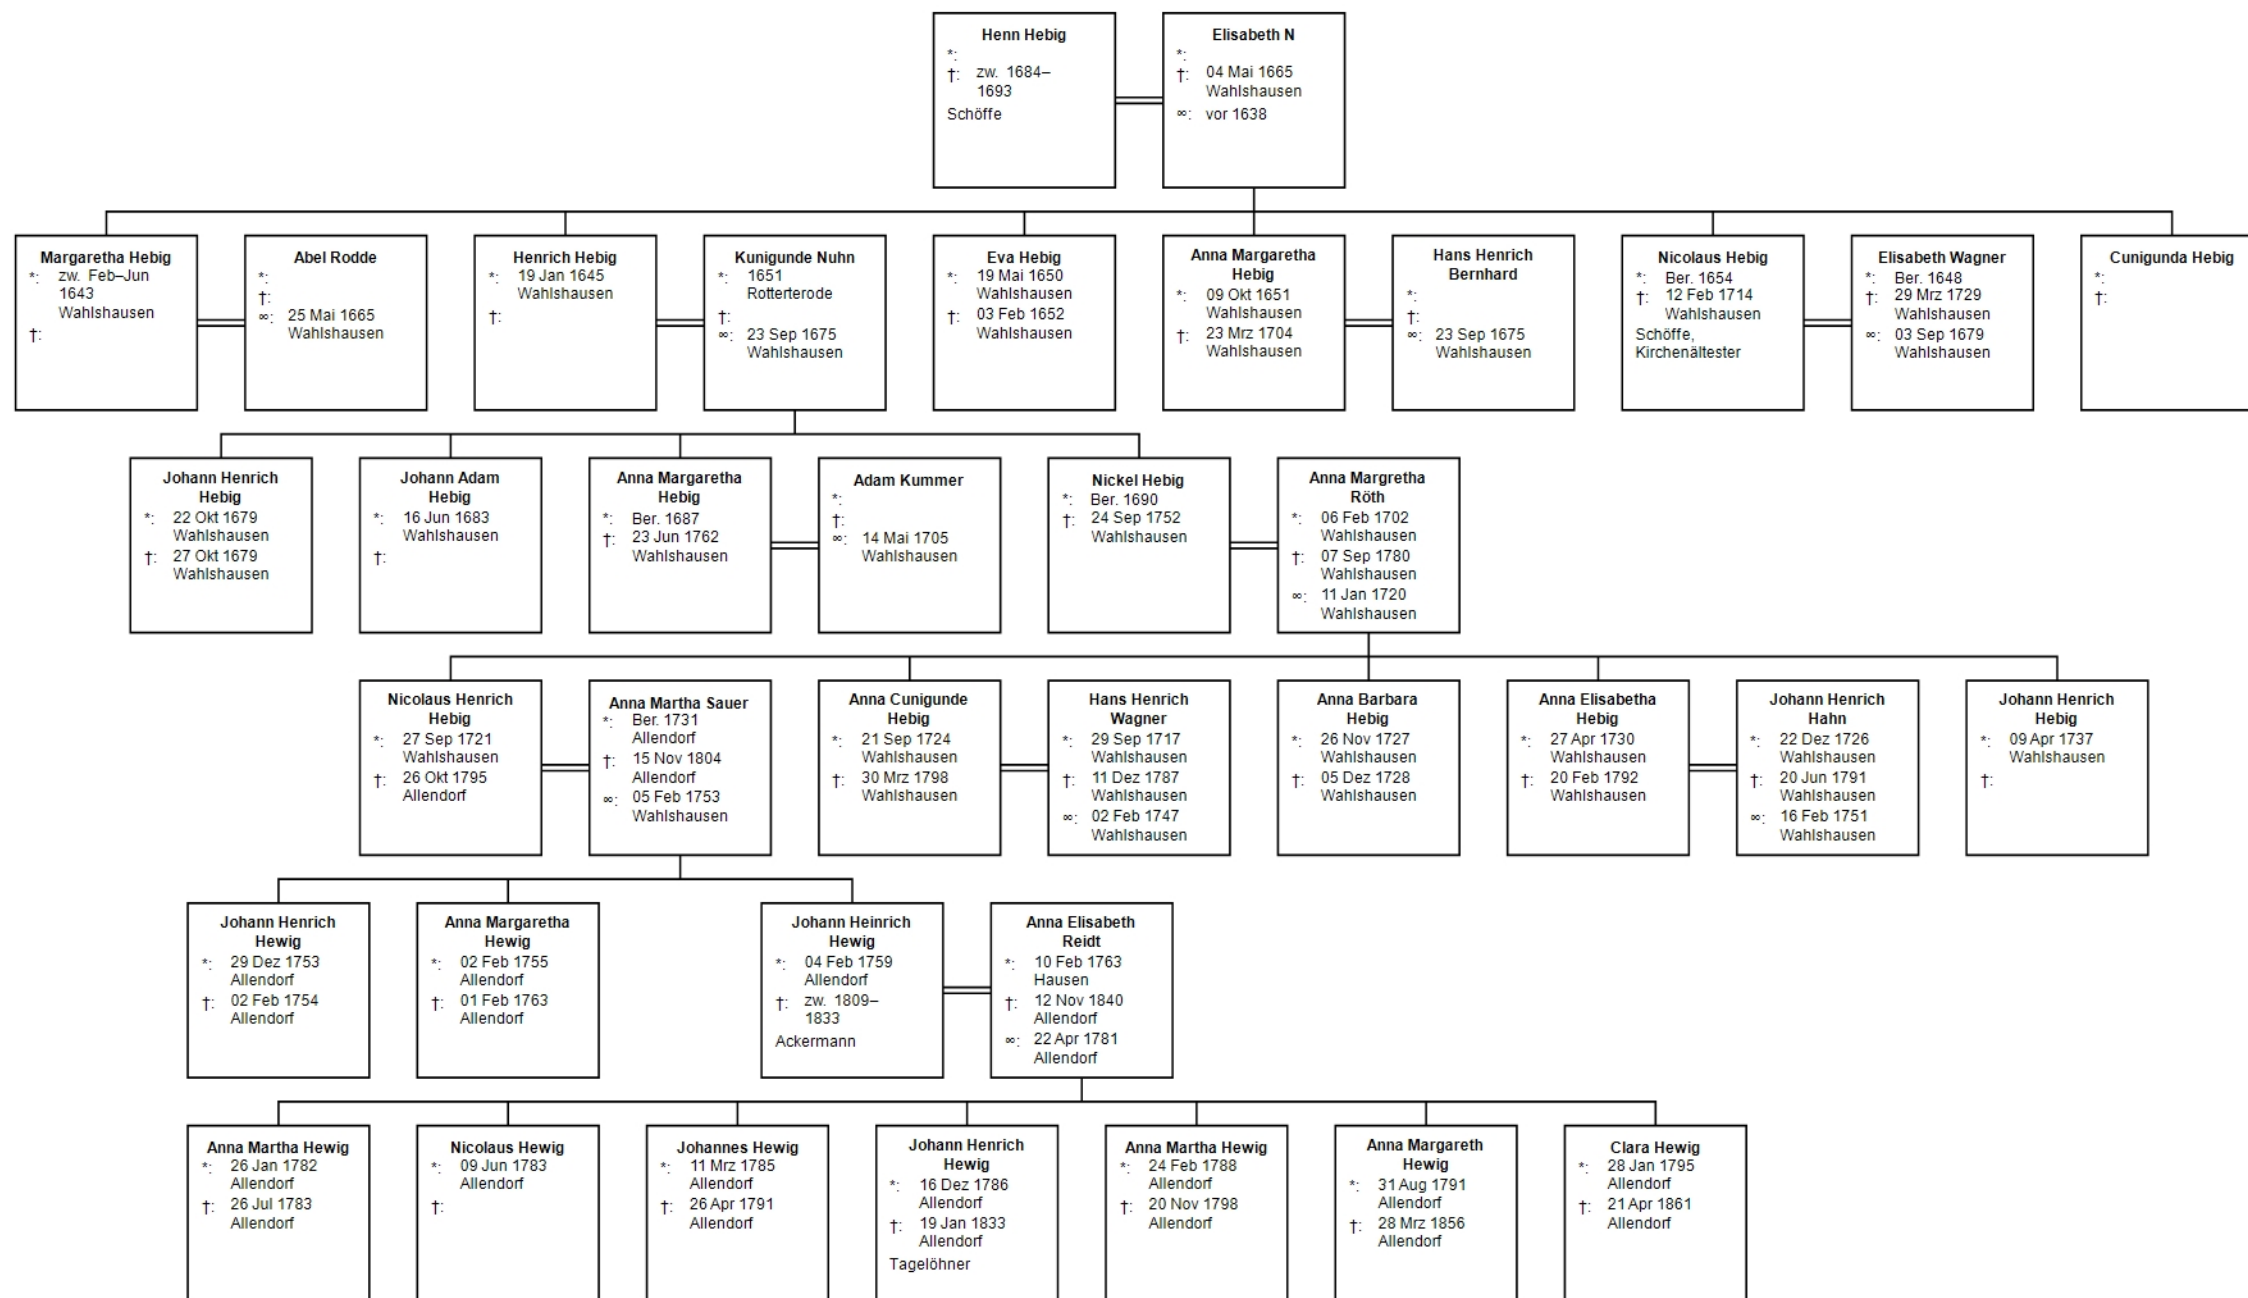 Henn Hebig
*:
†: zw. 1684–
1693
Schöffe
Elisabeth N
*:
†: 04 Mai 1665
Wahlshausen
∞: vor 1638
Margaretha Hebig
*: zw. Feb–Jun
1643
Wahlshausen
†:
Abel Rodde
*:
†:
∞: 25 Mai 1665
Wahlshausen
Henrich Hebig
*: 19 Jan 1645
Wahlshausen
†:
Kunigunde Nuhn
*: 1651
Rotterterode
†:
∞: 23 Sep 1675
Wahlshausen
Eva Hebig
*: 19 Mai 1650
Wahlshausen
†: 03 Feb 1652
Wahlshausen
Anna Margaretha
Hebig
*: 09 Okt 1651
Wahlshausen
†: 23 Mrz 1704
Wahlshausen
Hans Henrich
Bernhard
*:
†:
∞: 23 Sep 1675
Wahlshausen
Nicolaus Hebig
*: Ber. 1654
†: 12 Feb 1714
Wahlshausen
Schöffe,
Kirchenältester
Elisabeth Wagner
*: Ber. 1648
†: 29 Mrz 1729
Wahlshausen
∞: 03 Sep 1679
Wahlshausen
Cunigunda Hebig
*:
†:
Johann Henrich
Hebig
*: 22 Okt 1679
Wahlshausen
†: 27 Okt 1679
Wahlshausen
Johann Adam
Hebig
*: 16 Jun 1683
Wahlshausen
†:
Anna Margaretha
Hebig
*: Ber. 1687
†: 23 Jun 1762
Wahlshausen
Adam Kummer
*:
†:
∞: 14 Mai 1705
Wahlshausen
Nickel Hebig
*: Ber. 1690
†: 24 Sep 1752
Wahlshausen
Anna Margretha
Röth
*: 06 Feb 1702
Wahlshausen
†: 07 Sep 1780
Wahlshausen
∞: 11 Jan 1720
Wahlshausen
Nicolaus Henrich
Hebig
*: 27 Sep 1721
Wahlshausen
†: 26 Okt 1795
Allendorf
Anna Martha Sauer
*: Ber. 1731
Allendorf
†: 15 Nov 1804
Allendorf
∞: 05 Feb 1753
Wahlshausen
Anna Cunigunde
Hebig
*: 21 Sep 1724
Wahlshausen
†: 30 Mrz 1798
Wahlshausen
Hans Henrich
Wagner
*: 29 Sep 1717
Wahlshausen
†: 11 Dez 1787
Wahlshausen
∞: 02 Feb 1747
Wahlshausen
Anna Barbara
Hebig
*: 26 Nov 1727
Wahlshausen
†: 05 Dez 1728
Wahlshausen
Anna Elisabetha
Hebig
*: 27 Apr 1730
Wahlshausen
†: 20 Feb 1792
Wahlshausen
Johann Henrich
Hahn
*: 22 Dez 1726
Wahlshausen
†: 20 Jun 1791
Wahlshausen
∞: 16 Feb 1751
Wahlshausen
Johann Henrich
Hebig
*: 09 Apr 1737
Wahlshausen
†:
Johann Henrich
Hewig
*: 29 Dez 1753
Allendorf
†: 02 Feb 1754
Allendorf
Anna Margaretha
Hewig
*: 02 Feb 1755
Allendorf
†: 01 Feb 1763
Allendorf
Johann Heinrich
Hewig
*: 04 Feb 1759
Allendorf
†: zw. 1809–
1833
Ackermann
Anna Elisabeth
Reidt
*: 10 Feb 1763
Hausen
†: 12 Nov 1840
Allendorf
∞: 22 Apr 1781
Allendorf
Anna Martha Hewig
*: 26 Jan 1782
Allendorf
†: 26 Jul 1783
Allendorf
Nicolaus Hewig
*: 09 Jun 1783
Allendorf
†:
Johannes Hewig
*: 11 Mrz 1785
Allendorf
†: 26 Apr 1791
Allendorf
Johann Henrich
Hewig
*: 16 Dez 1786
Allendorf
†: 19 Jan 1833
Allendorf
Tagelöhner
Anna Martha Hewig
*: 24 Feb 1788
Allendorf
†: 20 Nov 1798
Allendorf
Anna Margareth
Hewig
*: 31 Aug 1791
Allendorf
†: 28 Mrz 1856
Allendorf
Clara Hewig
*: 28 Jan 1795
Allendorf
†: 21 Apr 1861
Allendorf